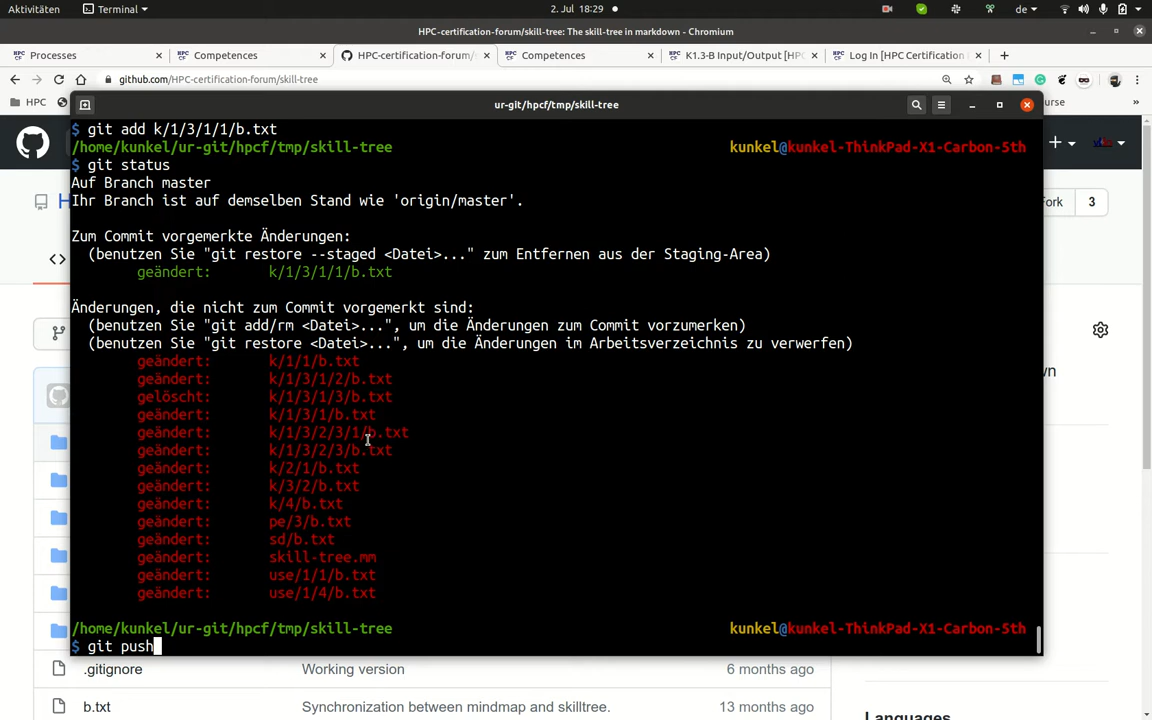 Aktivitäten
Terminal
2. Jul 18:29
de
HPC-certification-forum/skill-tree: The skill-tree in markdown - Chromium
Processes
Competences
HPC-certification-forum/
Competences
K1.3-B Input/Output [HP
Log In [HPC Certification
github.com/HPC-certification-forum/skill-tree
HPC
urse
ur-git/hpcf/tmp/skill-tree
$ git add k/1/3/1/1/b.txt
/home/kunkel/ur-git/hpcf/tmp/skill-tree kunkel@kunkel-ThinkPad-X1-Carbon-5th
$ git status
Auf Branch master
Ihr Branch ist auf demselben Stand wie 'origin/master'.
Zum Commit vorgemerkte Änderungen:
(benutzen Sie "git restore --staged <Datei>..." zum Entfernen aus der Staging-Area)
geändert: k/1/3/1/1/b.txt
Änderungen, die nicht zum Commit vorgemerkt sind:
(benutzen Sie "git add/rm <Datei>...", um die Änderungen zum Commit vorzumerken)
(benutzen Sie "git restore <Datei>...", um die Änderungen im Arbeitsverzeichnis zu verwerfen)
geändert: k/1/1/b.txt
geändert: k/1/3/1/2/b.txt
gelöscht: k/1/3/1/3/b.txt
geändert: k/1/3/1/b.txt
geändert: k/1/3/2/3/1/b.txt
geändert: k/1/3/2/3/b.txt
geändert: k/2/1/b.txt
geändert: k/3/2/b.txt
geändert: k/4/b.txt
geändert: pe/3/b.txt
geändert: sd/b.txt
geändert: skill-tree.mm
geändert: use/1/1/b.txt
geändert: use/1/4/b.txt
/home/kunkel/ur-git/hpcf/tmp/skill-tree kunkel@kunkel-ThinkPad-X1-Carbon-5th
$ git push
H
ork 3
wn
.gitignore Working version 6 months ago
b.txt Synchronization between mindmap and skilltree. 13 months ago
Languages